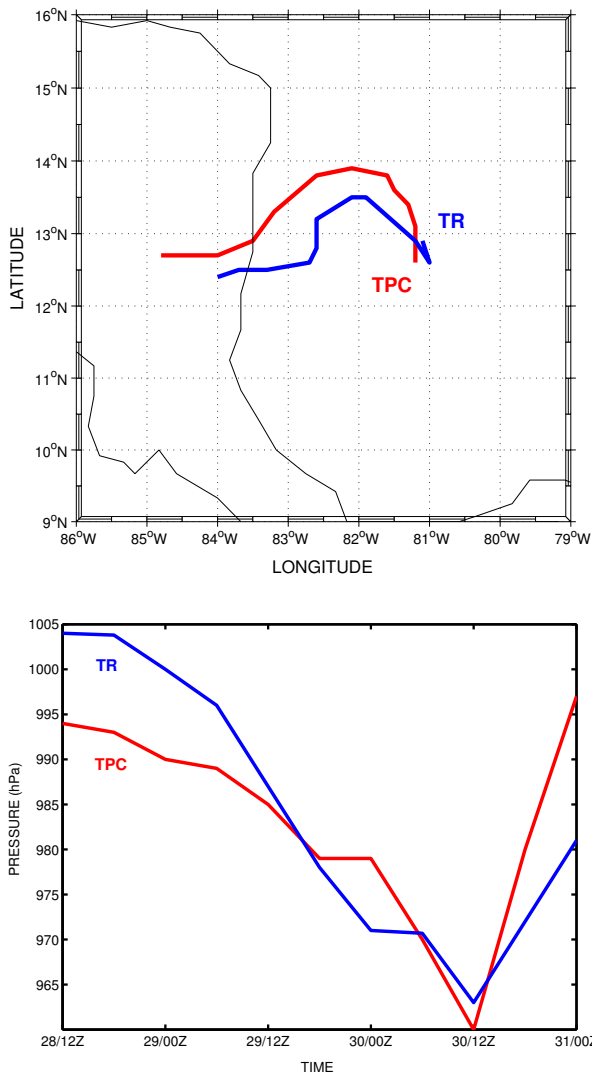 16°N
15°N
14°N
13°N
12°N
11°N
10°N
9°N
LATITUDE
TR
TPC
86°W 85°W 84°W 83°W 82°W 81°W 80°W 79°W
LONGITUDE
1005
1000
995
990
985
980
975
970
965
PRESSURE (hPa)
TR
TPC
28/12Z 29/00Z 29/12Z 30/00Z 30/12Z 31/00Z
TIME